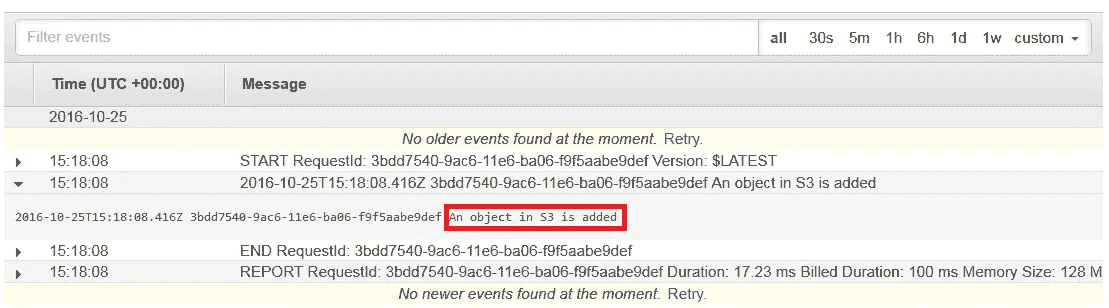 Filter events all 30s 5m 1h 6h 1d 1w custom
Time (UTC +00:00) Message
2016-10-25
No older events found at the moment. Retry.
15:18:08 START RequestId: 3bdd7540-9ac6-11e6-ba06-f9f5aabe9def Version: $LATEST
15:18:08 2016-10-25T15:18:08.416Z 3bdd7540-9ac6-11e6-ba06-f9f5aabe9def An object in S3 is added
2016-10-25T15:18:08.416Z 3bdd7540-9ac6-11e6-ba06-f9f5aabe9def An object in S3 is added
15:18:08 END RequestId: 3bdd7540-9ac6-11e6-ba06-f9f5aabe9def
15:18:08 REPORT RequestId: 3bdd7540-9ac6-11e6-ba06-f9f5aabe9def Duration: 17.23 ms Billed Duration: 100 ms Memory Size: 128 M
No newer events found at the moment. Retry.